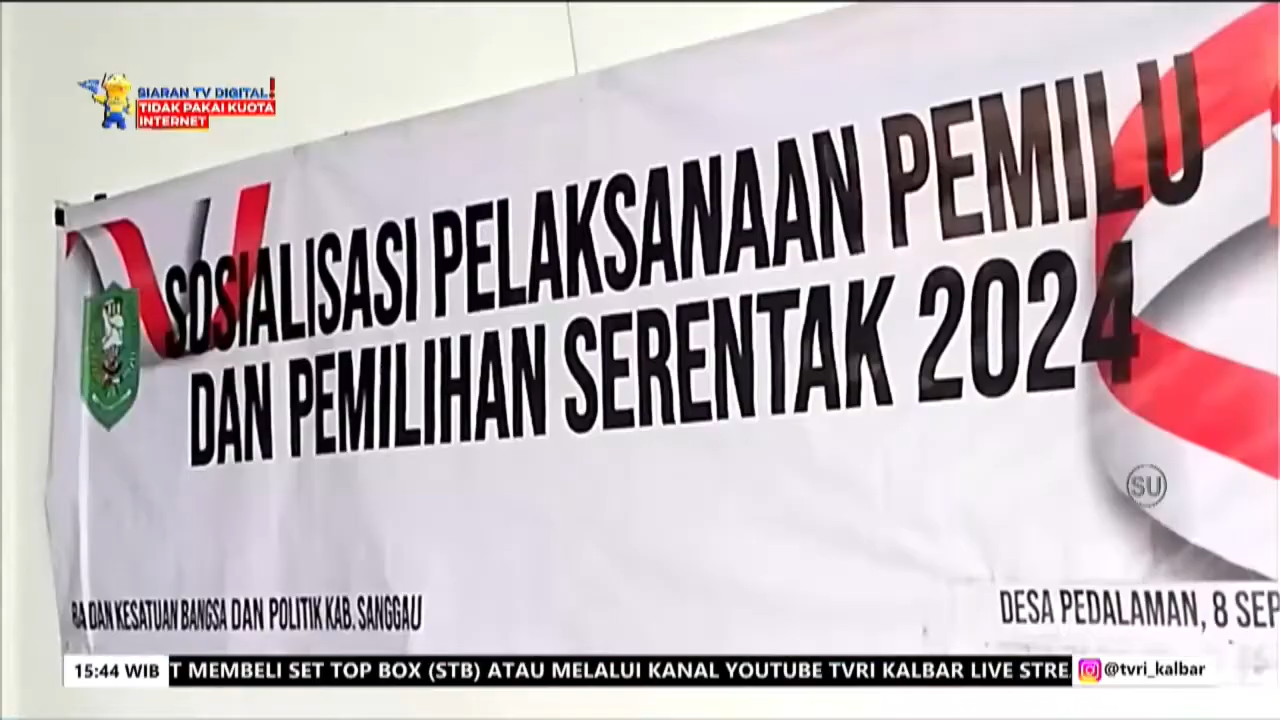 SIARAN TV DIGITAL!
TIDAK PAKAI KUOTA
INTERNET
SOSIALISASI PELAKSANAAN PEMILU
DAN PEMILIHAN SERENTAK 2024
SU
DAN KESATUAN BANGSA DAN POLITIK KAB. SANGGAU
DESA PEDALAMAN, 8 SEP
15:44 WIB
T MEMBELI SET TOP BOX (STB) ATAU MELALUI KANAL YOUTUBE TVRI KALBAR LIVE STRE
@tvri_kalbar